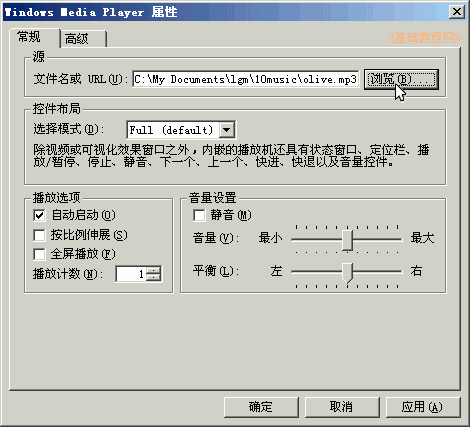 Windows Media Player 属性
常规 高级 《基础教程网》
源
文件名或 URL(U): C:\My Documents\lgm\10music\olive.mp3 浏览(B)...
控件布局
选择模式(D): Full (default)
除视频或可视化效果窗口之外，内嵌的播放机还具有状态窗口、定位栏、播
放/暂停、停止、静音、下一个、上一个、快进、快退以及音量控件。
播放选项 音量设置
自动启动(O) 静音(M)
按比例伸展(S)
音量(V): 最小 最大
全屏播放(F)
播放计数(N): 1 平衡(L): 左 右
确定 取消 应用(A)